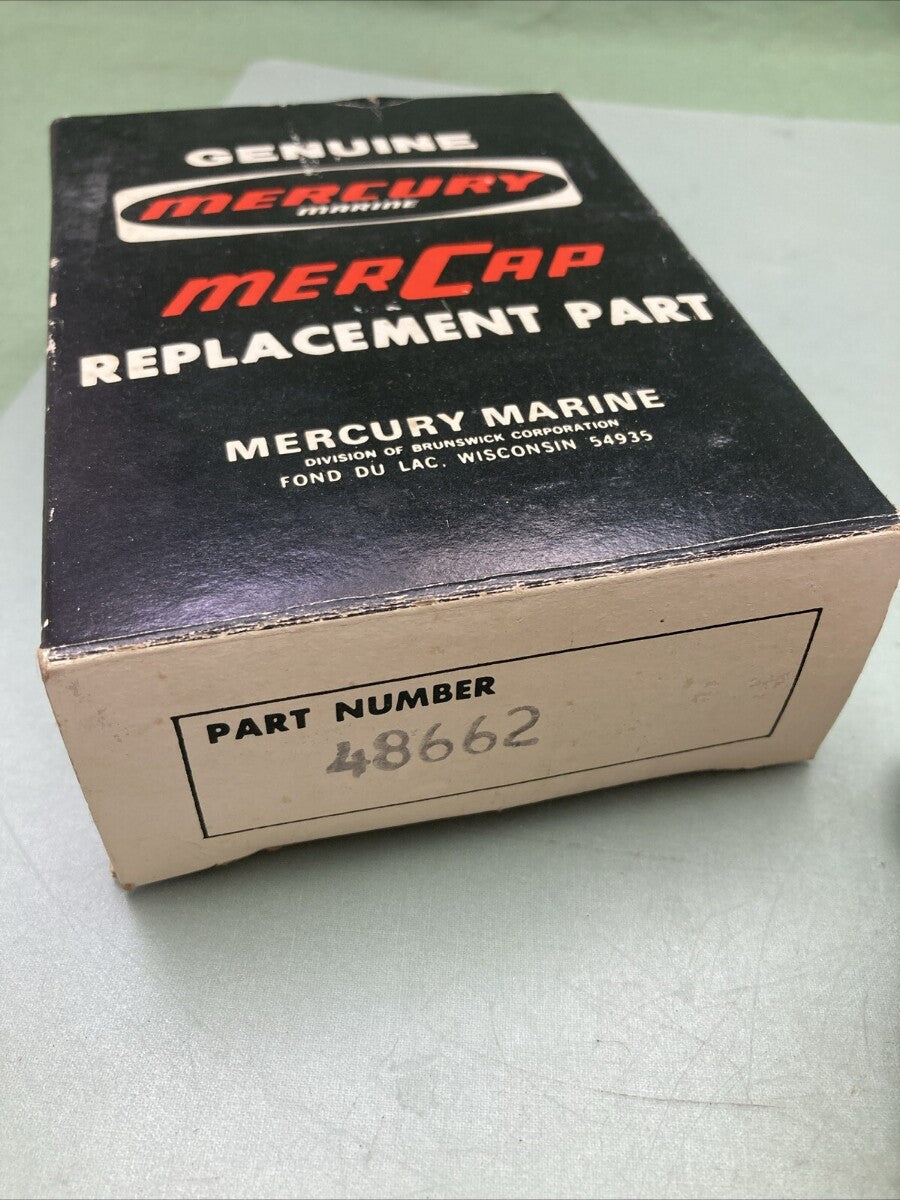 GENUINE
MERCURY
MARINE
MERCAP
REPLACEMENT PART
MERCURY MARINE
DIVISION OF BRUNSWICK CORPORATION
FOND DU LAC, WISCONSIN 54935
PART NUMBER
48662